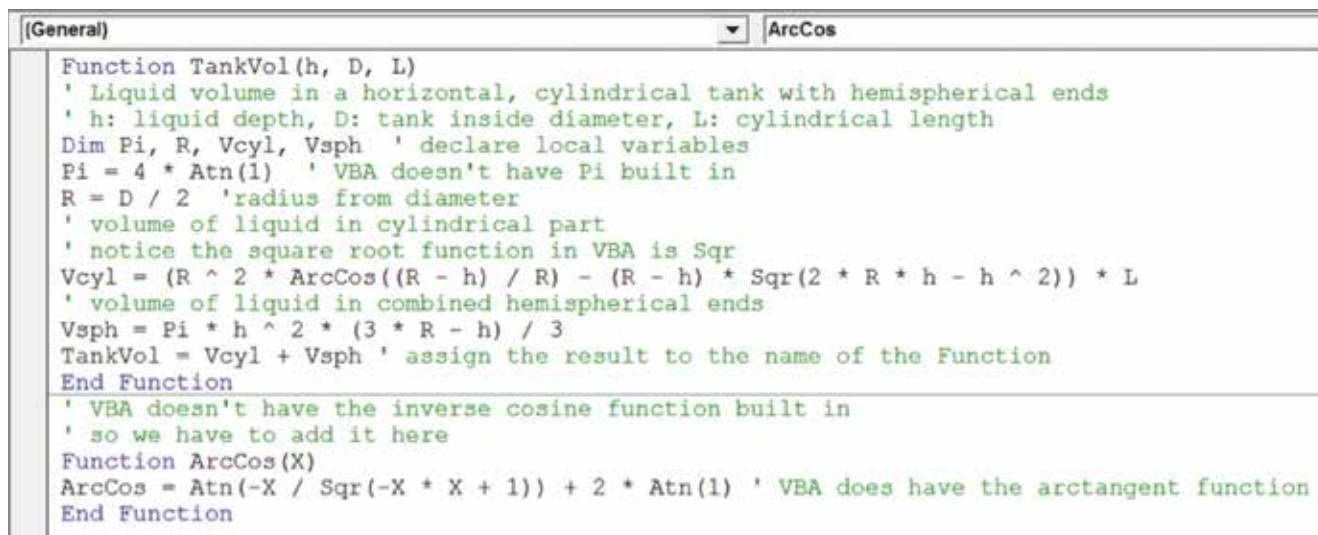 (General) ArcCos
Function TankVol(h, D, L)
' Liquid volume in a horizontal, cylindrical tank with hemispherical ends
' h: liquid depth, D: tank inside diameter, L: cylindrical length
Dim Pi, R, Vcyl, Vsph ' declare local variables
Pi = 4 * Atn(1) ' VBA doesn't have Pi built in
R = D / 2 'radius from diameter
' volume of liquid in cylindrical part
' notice the square root function in VBA is Sqr
Vcyl = (R ^ 2 * ArcCos((R - h) / R) - (R - h) * Sqr(2 * R * h - h ^ 2)) * L
' volume of liquid in combined hemispherical ends
Vsph = Pi * h ^ 2 * (3 * R - h) / 3
TankVol = Vcyl + Vsph ' assign the result to the name of the Function
End Function
' VBA doesn't have the inverse cosine function built in
' so we have to add it here
Function ArcCos(X)
ArcCos = Atn(-X / Sqr(-X * X + 1)) + 2 * Atn(1) ' VBA does have the arctangent function
End Function